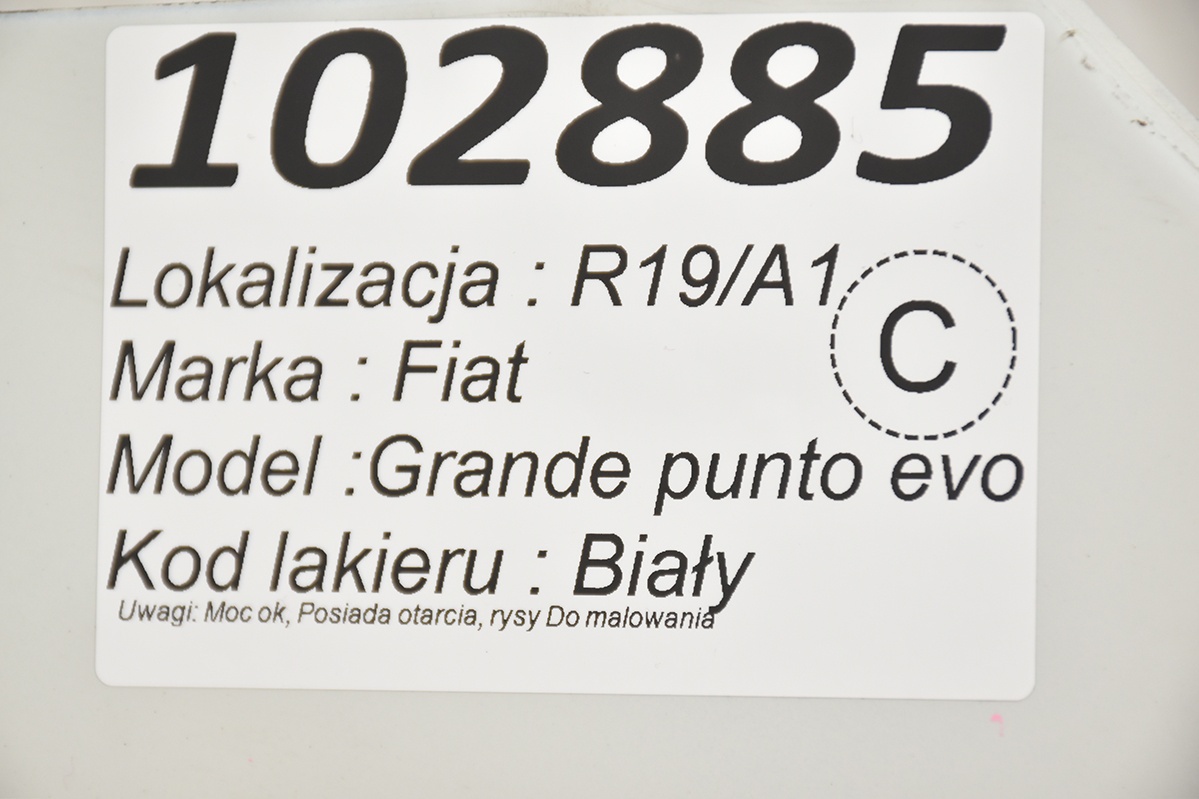 102885
Lokalizacja : R19/A1
C
Marka : Fiat
Model :Grande punto evo
Kod lakieru : Biały
Uwagi: Moc ok, Posiada otarcia, rysy Do malowania